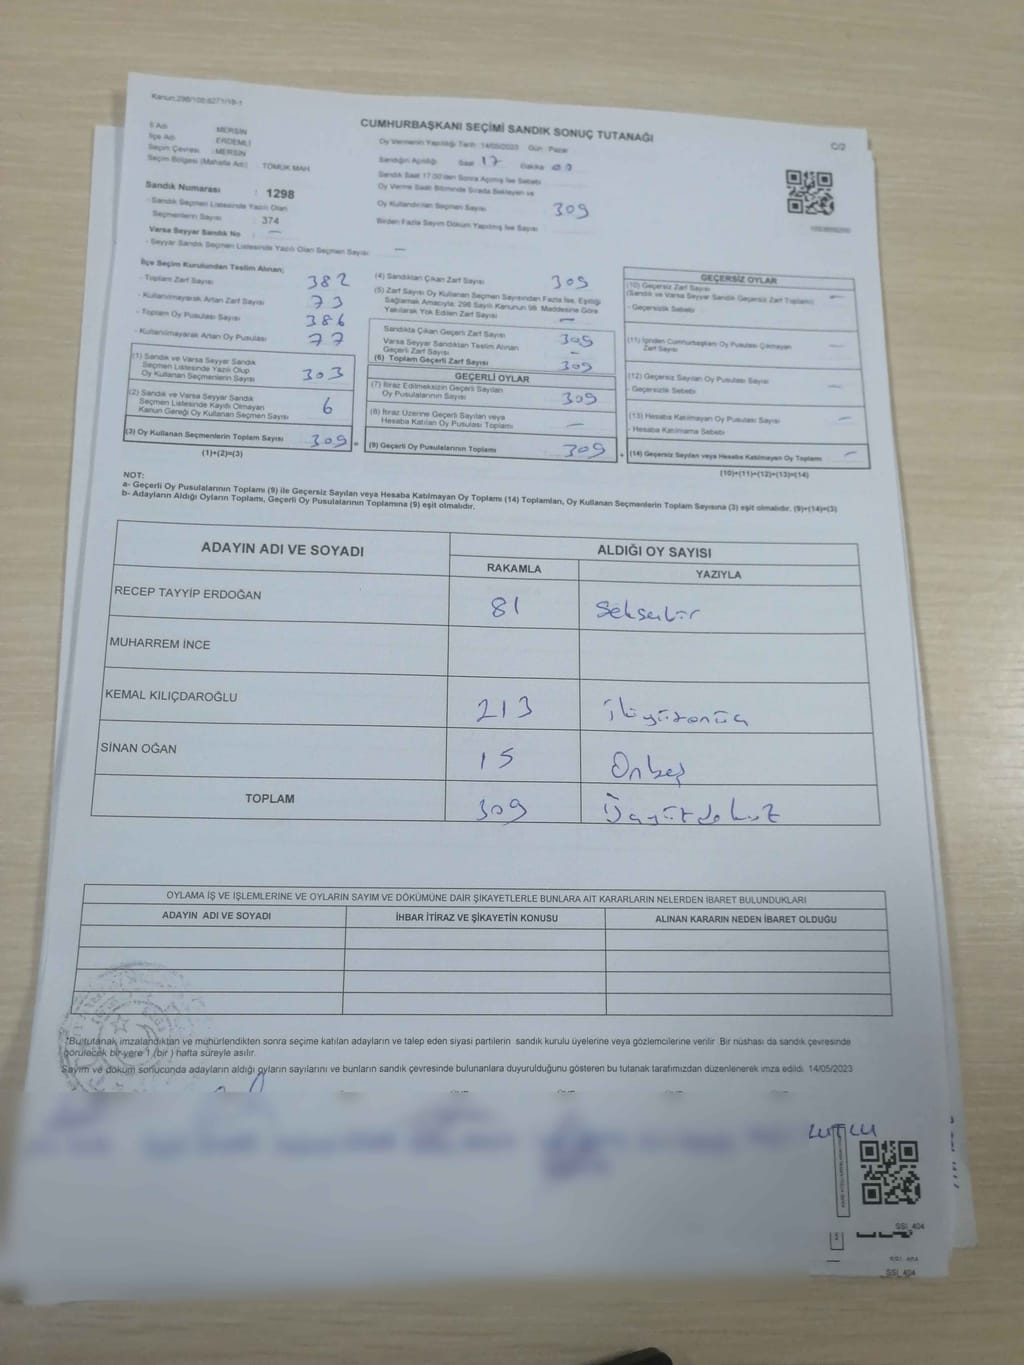 CUMHURBAŞKANI SEÇİMİ SANDIK SONUÇ TUTANAĞI
C/2
İl Adı : MERSİN
İlçe Adı : ERDEMLİ
Seçim Çevresi : MERSİN
Seçim Bölgesi (Mahalle Adı) : TÖMÜK MAH
Sandık Numarası : 1298
- Sandık Seçmen Listesinde Yazılı Olan
Seçmenlerin Sayısı : 374
Varsa Seyyar Sandık No : —
- Seyyar Sandık Seçmen Listesinde Yazılı Olan Seçmen Sayısı : —
Oy Vermenin Yapıldığı Tarih: 14/05/2023 Gün : Pazar
Sandığın Açıldığı Saat 17 Dakika 00
Sandık Saat 17.00'den Sonra Açılmış İse Sebebi
Oy Verme Saati Bitiminde Sırada Bekleyen ve
Oy Kullandırılan Seçmen Sayısı 309
Birden Fazla Sayım Döküm Yapılmış İse Sayısı
İlçe Seçim Kurulundan Teslim Alınan;
- Toplam Zarf Sayısı 382
- Kullanılmayarak Artan Zarf Sayısı 73
- Toplam Oy Pusulası Sayısı 386
- Kullanılmayarak Artan Oy Pusulası 77
(1) Sandık ve Varsa Seyyar Sandık
Seçmen Listesinde Yazılı Olup
Oy Kullanan Seçmenlerin Sayısı 303
(2) Sandık ve Varsa Seyyar Sandık
Seçmen Listesinde Kayıtlı Olmayan
Kanun Gereği Oy Kullanan Seçmen Sayısı 6
(3) Oy Kullanan Seçmenlerin Toplam Sayısı 309 =
(1)+(2)=(3)
(4) Sandıktan Çıkan Zarf Sayısı 309
(5) Zarf Sayısı Oy Kullanan Seçmen Sayısından Fazla İse, Eşitliği
Sağlamak Amacıyla; 298 Sayılı Kanunun 98. Maddesine Göre
Yakılarak Yok Edilen Zarf Sayısı —
Sandıkta Çıkan Geçerli Zarf Sayısı 309
Varsa Seyyar Sandıktan Teslim Alınan
Geçerli Zarf Sayısı —
(6) Toplam Geçerli Zarf Sayısı 309
GEÇERLİ OYLAR
(7) İtiraz Edilmeksizin Geçerli Sayılan
Oy Pusulalarının Sayısı 309
(8) İtiraz Üzerine Geçerli Sayılan veya
Hesaba Katılan Oy Pusulası Toplamı —
(9) Geçerli Oy Pusulalarının Toplamı 309 +
GEÇERSİZ OYLAR
(10) Geçersiz Zarf Sayısı
(Sandık ve Varsa Seyyar Sandık Geçersiz Zarf Toplamı) —
- Geçersizlik Sebebi
(11) İçinden Cumhurbaşkanı Oy Pusulası Çıkmayan
Zarf Sayısı —
(12) Geçersiz Sayılan Oy Pusulası Sayısı —
- Geçersizlik Sebebi
(13) Hesaba Katılmayan Oy Pusulası Sayısı —
- Hesaba Katılmama Sebebi
(14) Geçersiz Sayılan veya Hesaba Katılmayan Oy Toplamı —
(10)+(11)+(12)+(13)=(14)
NOT:
a- Geçerli Oy Pusulalarının Toplamı (9) ile Geçersiz Sayılan veya Hesaba Katılmayan Oy Toplamı (14) Toplamları, Oy Kullanan Seçmenlerin Toplam Sayısına (3) eşit olmalıdır. (9)+(14)=(3)
b- Adayların Aldığı Oyların Toplamı, Geçerli Oy Pusulalarının Toplamına (9) eşit olmalıdır.
ADAYIN ADI VE SOYADI
ALDIĞI OY SAYISI
RAKAMLA YAZIYLA
RECEP TAYYİP ERDOĞAN 81 Seksenbir
MUHARREM İNCE
KEMAL KILIÇDAROĞLU 213 İkiyüzonüç
SİNAN OĞAN 15 Onbeş
TOPLAM 309 Üçyüzdokuz
OYLAMA İŞ VE İŞLEMLERİNE VE OYLARIN SAYIM VE DÖKÜMÜNE DAİR ŞİKAYETLERLE BUNLARA AİT KARARLARIN NELERDEN İBARET BULUNDUKLARI
ADAYIN ADI VE SOYADI İHBAR İTİRAZ VE ŞİKAYETİN KONUSU ALINAN KARARIN NEDEN İBARET OLDUĞU
*Bu tutanak imzalandıktan ve mühürlendikten sonra seçime katılan adayların ve talep eden siyasi partilerin sandık kurulu üyelerine veya gözlemcilerine verilir. Bir nüshası da sandık çevresinde
görülecek bir yere 1 (bir ) hafta süreyle asılır.
Sayım ve döküm sonucunda adayların aldığı oyların sayılarını ve bunların sandık çevresinde bulunanlara duyurulduğunu gösteren bu tutanak tarafımızdan düzenlenerek imza edildi. 14/05/2023
SSI_404
SSI_404